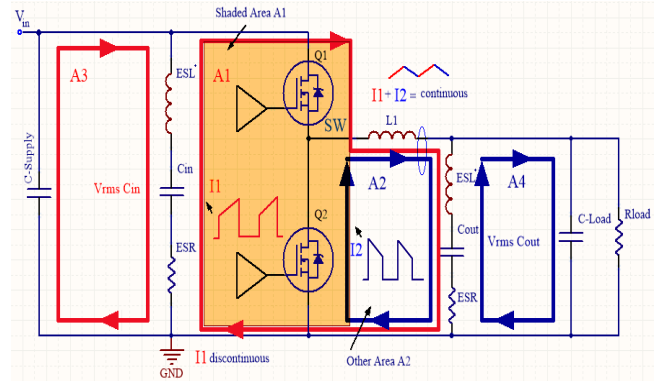 Shaded Area A1
Vin
A3
ESL
A1
Q1
I1 + I2 = continuous
SW
L1
C-Supply
Cin
Vrms Cin
I1
A2
ESL
A4
Q2
I2
Cout
Vrms Cout
C-Load
Rload
ESR
ESR
I1 discontinuous
Other Area A2
GND